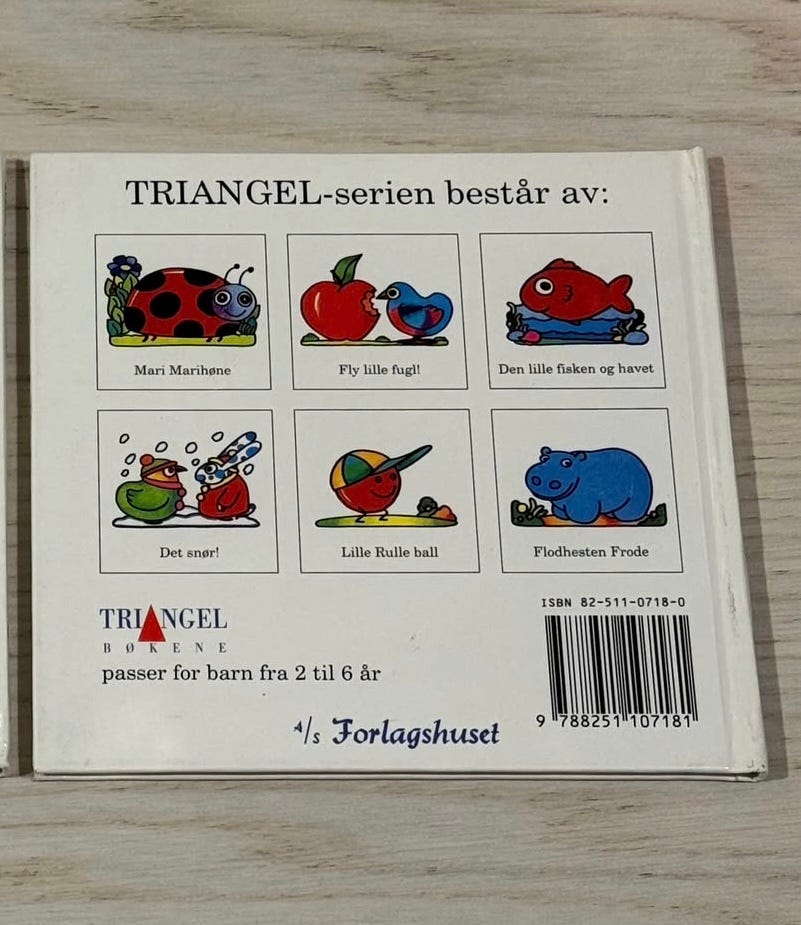 TRIANGEL-serien består av:
Mari Marihøne
Fly lille fugl!
Den lille fisken og havet
Det snør!
Lille Rulle ball
Flodhesten Frode
TRIANGEL
BØKENE
passer for barn fra 2 til 6 år
A/s Forlagshuset
ISBN 82-511-0718-0
9 788251 107181